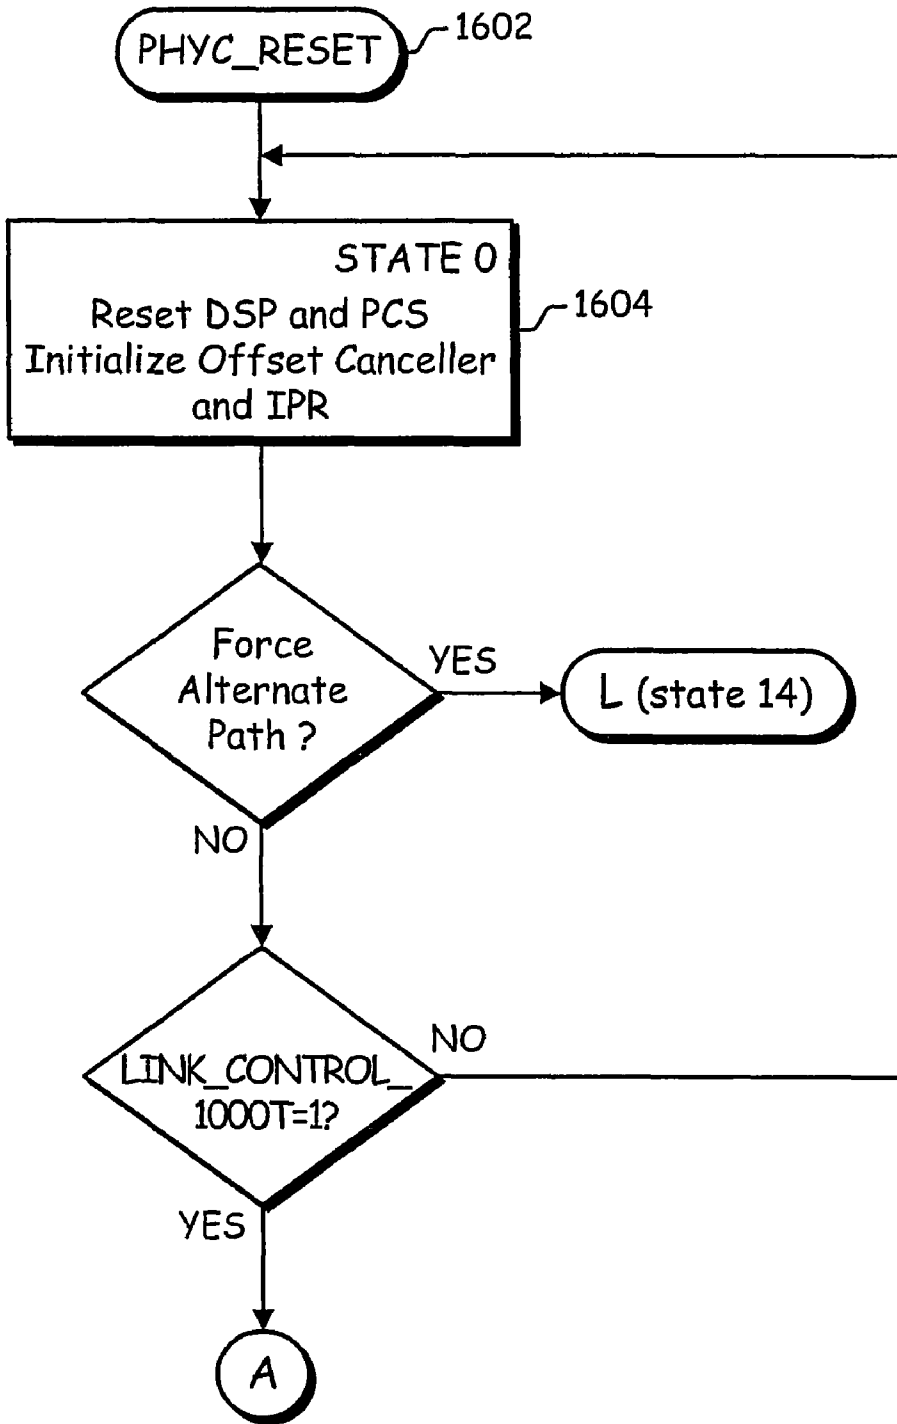 PHYC_RESET
1602
STATE 0
Reset DSP and PCS
Initialize Offset Canceller
and IPR
1604
Force
Alternate
Path ?
YES
L (state 14)
NO
LINK_CONTROL_
1000T=1?
NO
YES
A